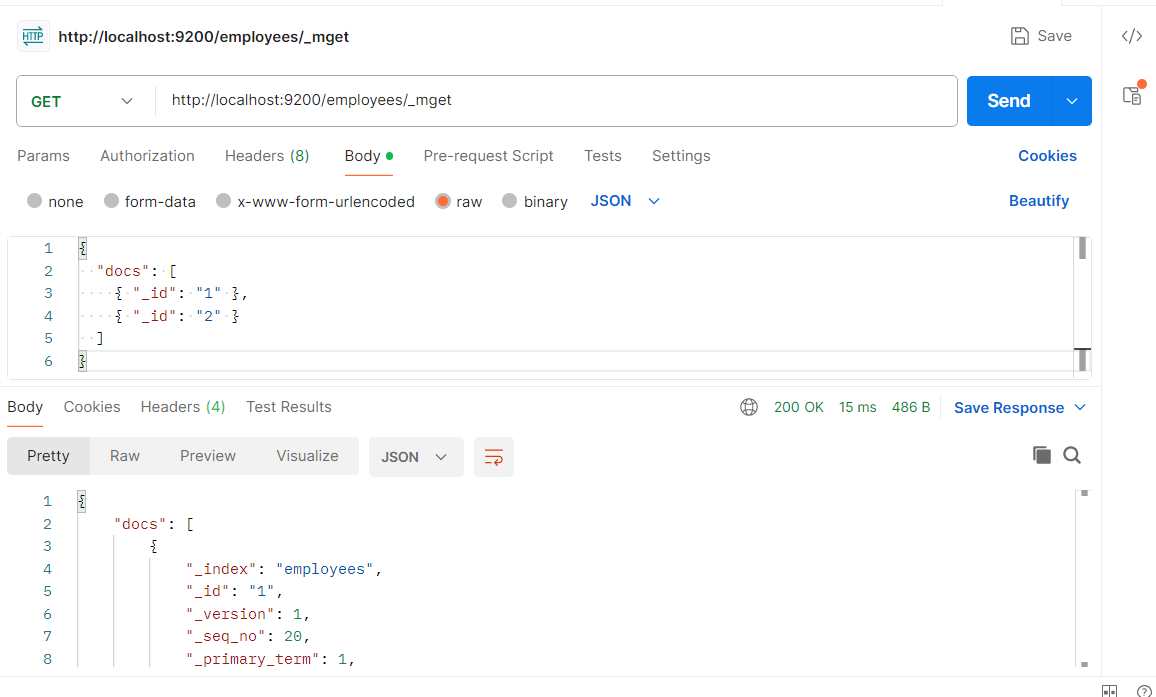 HTTP http://localhost:9200/employees/_mget Save
GET http://localhost:9200/employees/_mget Send
Params Authorization Headers (8) Body Pre-request Script Tests Settings Cookies
none form-data x-www-form-urlencoded raw binary JSON Beautify
1 {
2 "docs": [
3 { "_id": "1" },
4 { "_id": "2" }
5 ]
6 }
Body Cookies Headers (4) Test Results 200 OK 15 ms 486 B Save Response
Pretty Raw Preview Visualize JSON
1 {
2 "docs": [
3 {
4 "_index": "employees",
5 "_id": "1",
6 "_version": 1,
7 "_seq_no": 20,
8 "_primary_term": 1,